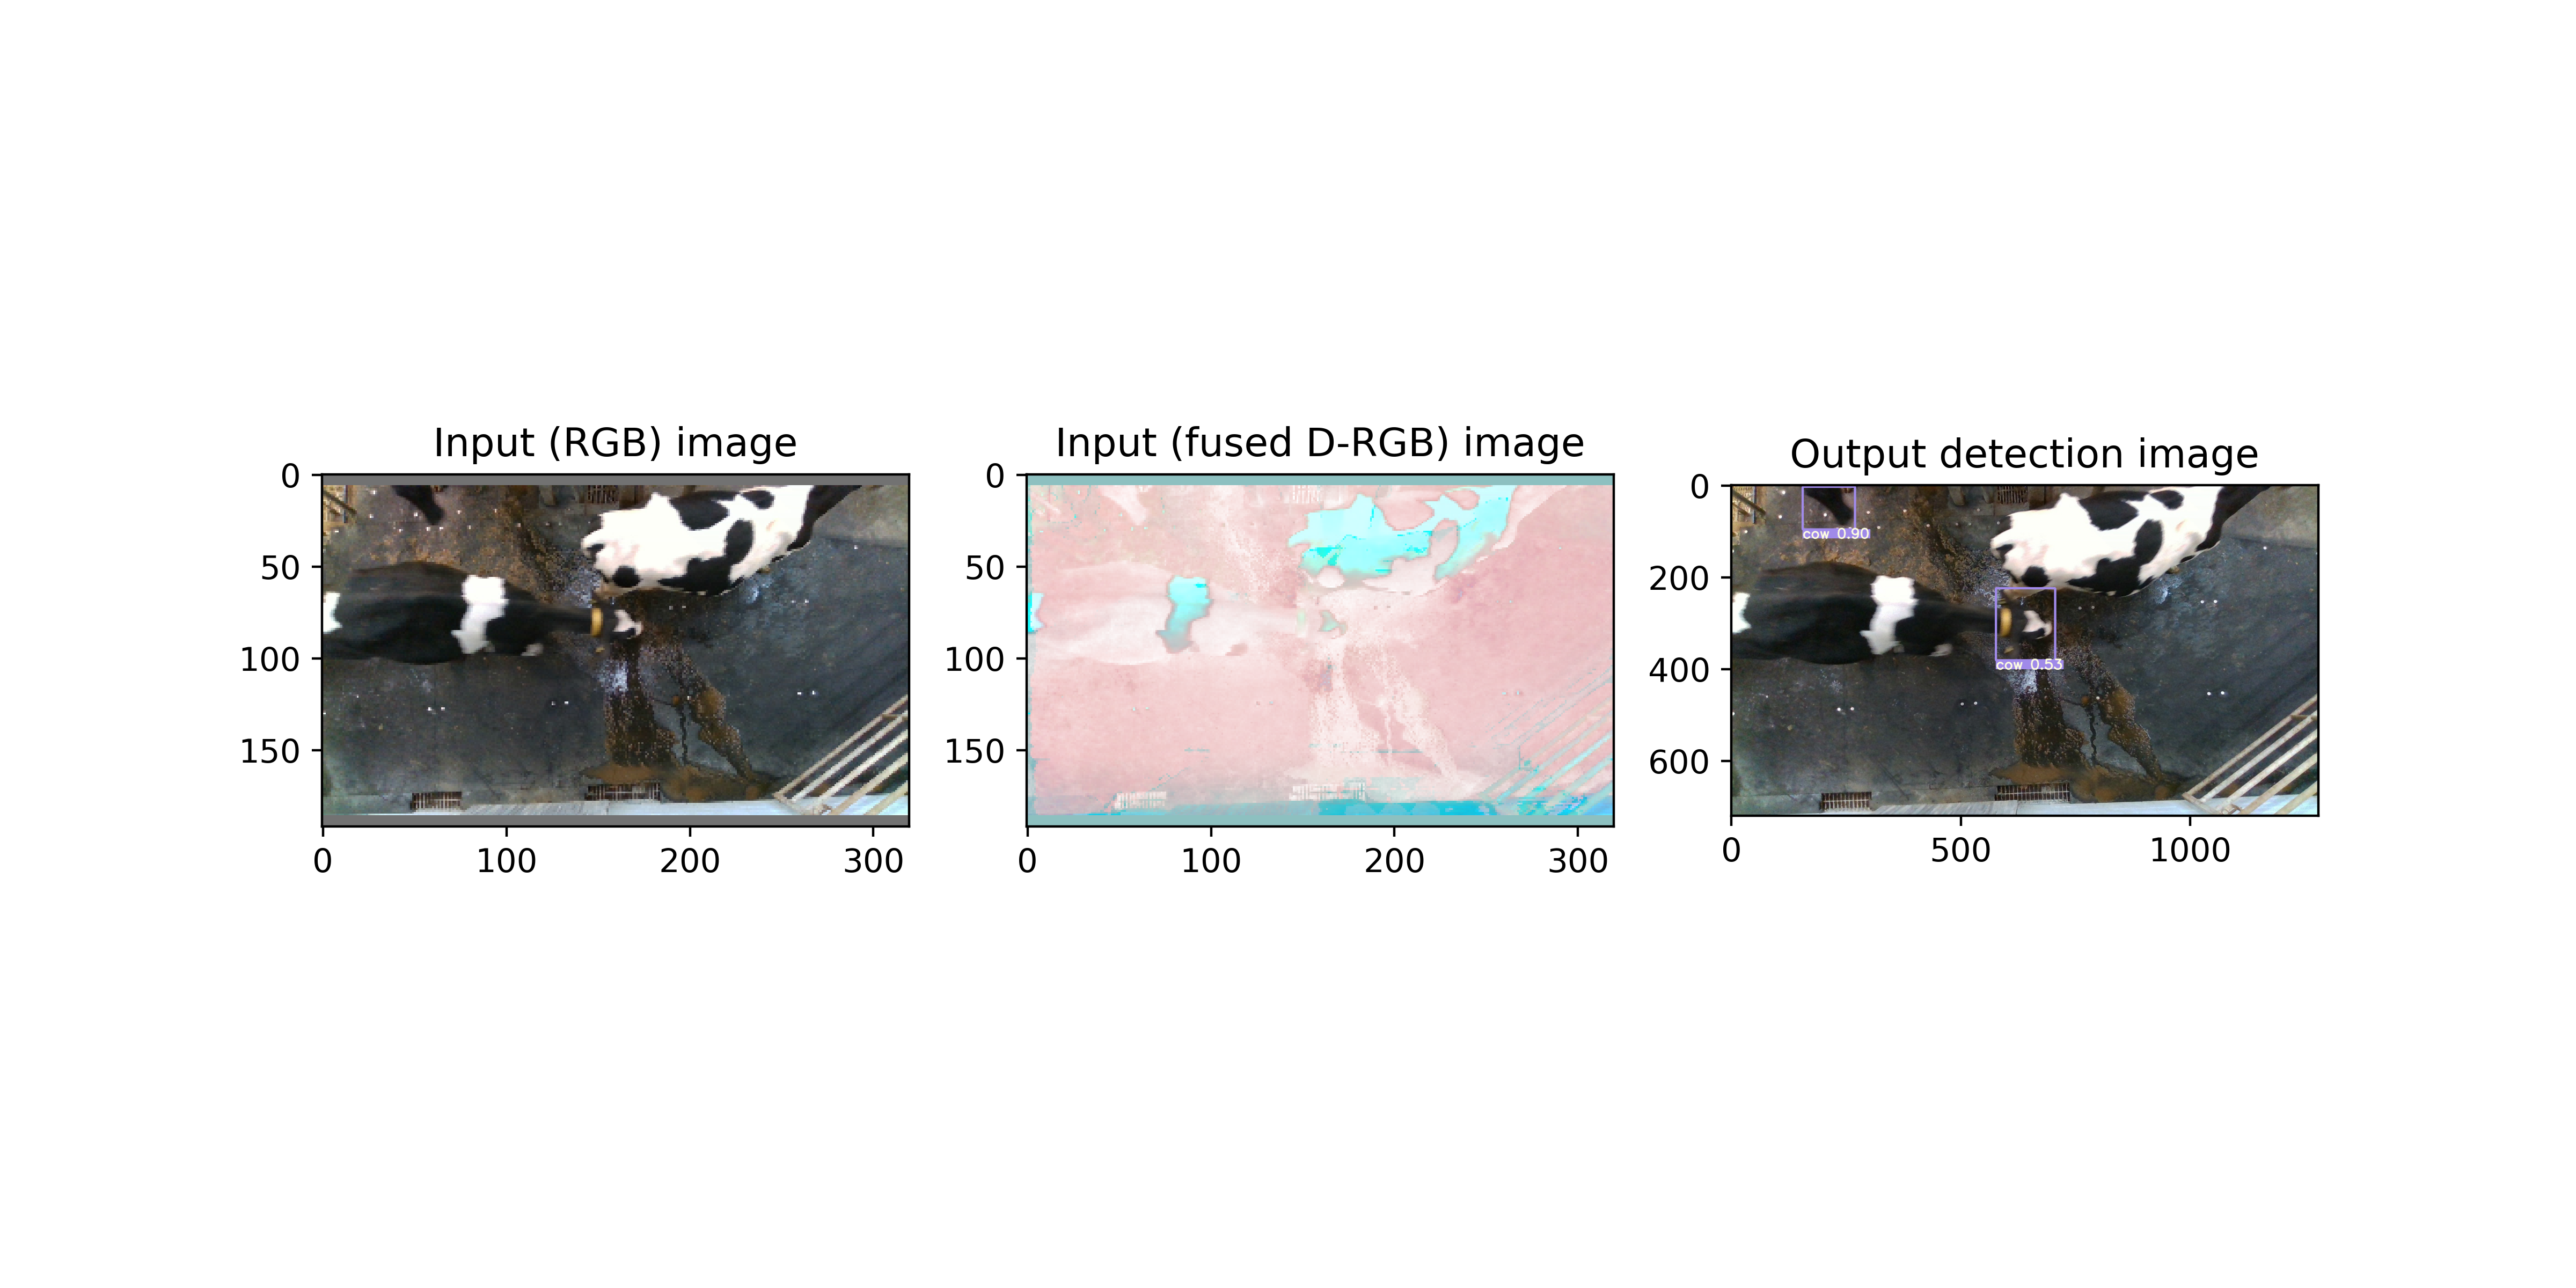 Input (RGB) image
0
50
100
150
0 100 200 300
Input (fused D-RGB) image
0
50
100
150
0 100 200 300
Output detection image
0
200
400
600
0 500 1000
cow 0.90
cow 0.53